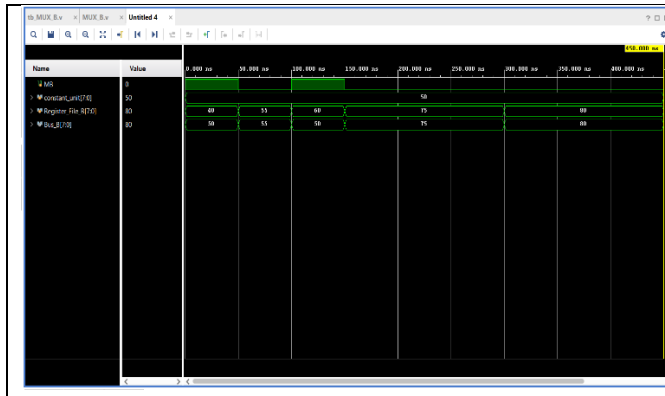 tb_MUX_B.v × MUX_B.v × Untitled 4 ×
450.000 ns
Name Value 0.000 ns 50.000 ns 100.000 ns 150.000 ns 200.000 ns 250.000 ns 300.000 ns 350.000 ns 400.000 ns
MB 0
constant_unit[7:0] 50 50
Register_File_B[7:0] 80 40 55 60 75 80
Bus_B[7:0] 80 50 55 50 75 80